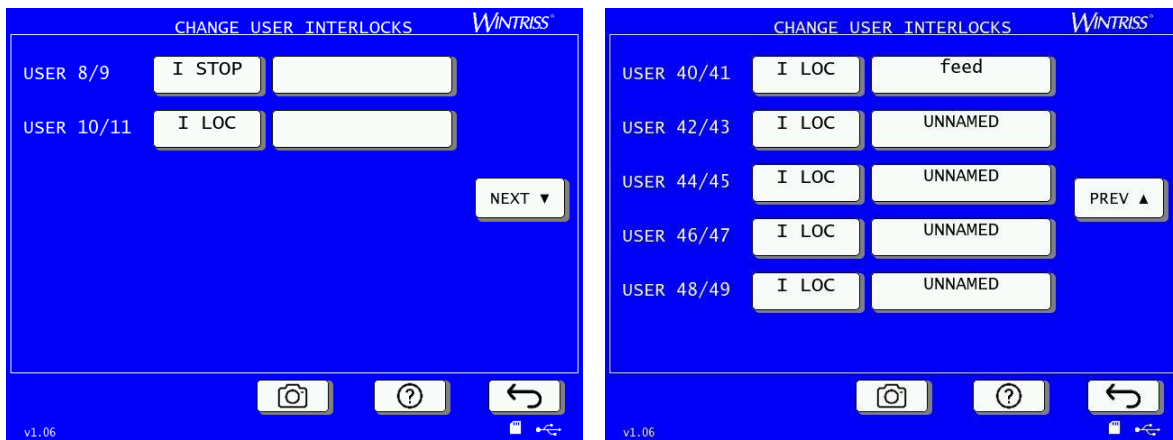 CHANGE USER INTERLOCKS WINTRISS®
USER 8/9 I STOP
USER 10/11 I LOC
NEXT ▼
v1.06
CHANGE USER INTERLOCKS WINTRISS®
USER 40/41 I LOC feed
USER 42/43 I LOC UNNAMED
USER 44/45 I LOC UNNAMED
PREV ▲
USER 46/47 I LOC UNNAMED
USER 48/49 I LOC UNNAMED
v1.06